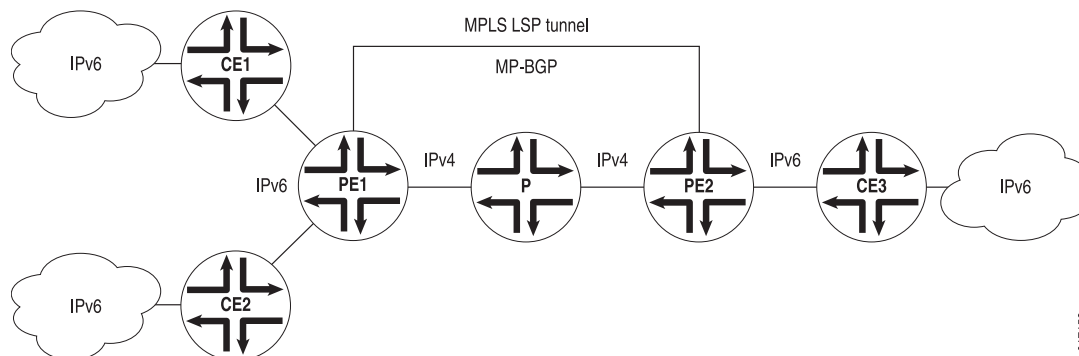 MPLS LSP tunnel
MP-BGP
IPv6
CE1
IPv6
PE1
IPv4
P
IPv4
PE2
IPv6
CE3
IPv6
IPv6
CE2